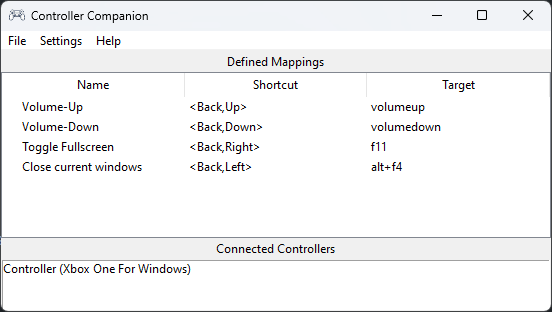 Controller Companion
File Settings Help
Defined Mappings
Name Shortcut Target
Volume-Up <Back,Up> volumeup
Volume-Down <Back,Down> volumedown
Toggle Fullscreen <Back,Right> f11
Close current windows <Back,Left> alt+f4
Connected Controllers
Controller (Xbox One For Windows)